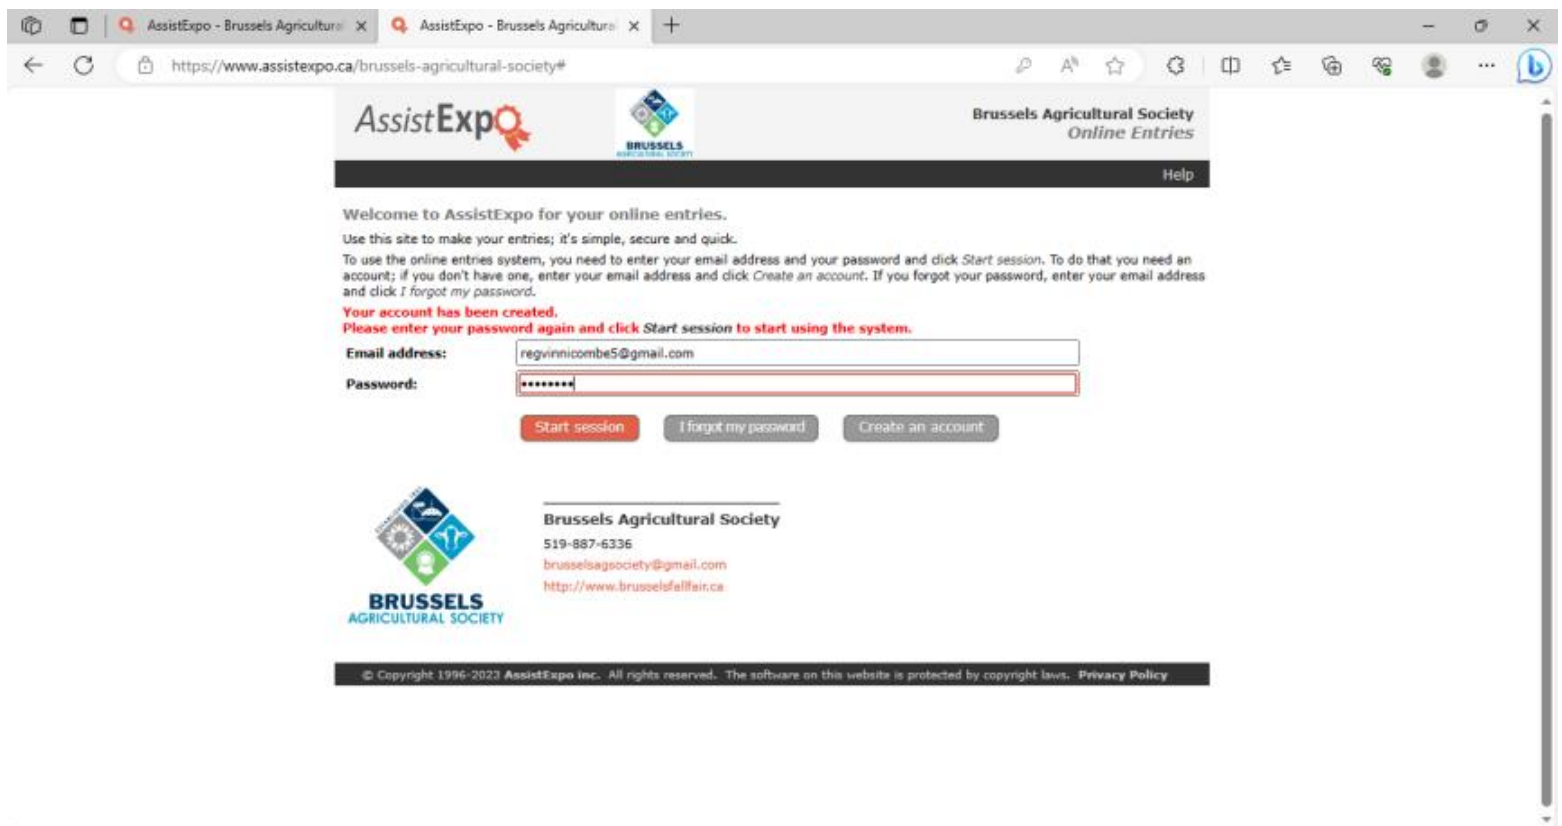 AssistExpo - Brussels Agricultural
AssistExpo - Brussels Agricultural
https://www.assistexpo.ca/brussels-agricultural-society#
AssistExpo
BRUSSELS
AGRICULTURAL SOCIETY
Brussels Agricultural Society
Online Entries
Help
Welcome to AssistExpo for your online entries.
Use this site to make your entries; it's simple, secure and quick.
To use the online entries system, you need to enter your email address and your password and click Start session. To do that you need an
account; if you don't have one, enter your email address and click Create an account. If you forgot your password, enter your email address
and click I forgot my password.
Your account has been created.
Please enter your password again and click Start session to start using the system.
Email address: regvinnicombe5@gmail.com
Password: ••••••••
Start session I forgot my password Create an account
BRUSSELS
AGRICULTURAL SOCIETY
Brussels Agricultural Society
519-887-6336
brusselsagsociety@gmail.com
http://www.brusselsfallfair.ca
© Copyright 1996-2023 AssistExpo inc. All rights reserved. The software on this website is protected by copyright laws. Privacy Policy